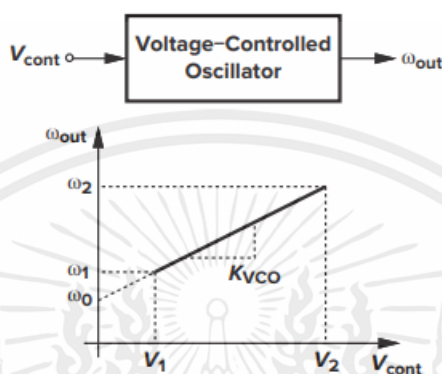 V_cont
Voltage−Controlled
Oscillator
ω_out
ω_out
ω_2
ω_1
K_VCO
ω_0
V_1
V_2
V_cont